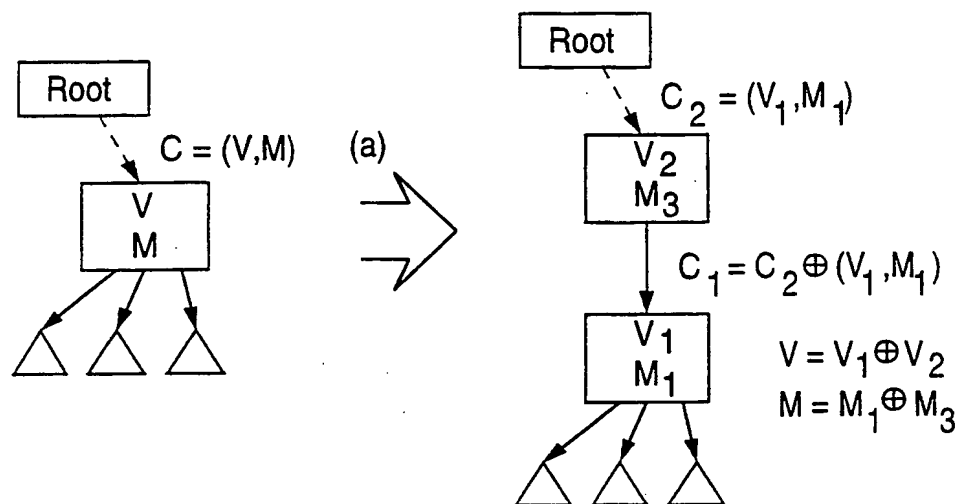 Root
C = (V,M)
V
M
(a)
Root
C₂ = (V₁,M₁)
V₂
M₃
C₁ = C₂ ⊕ (V₁,M₁)
V₁
M₁
V = V₁ ⊕ V₂
M = M₁ ⊕ M₃